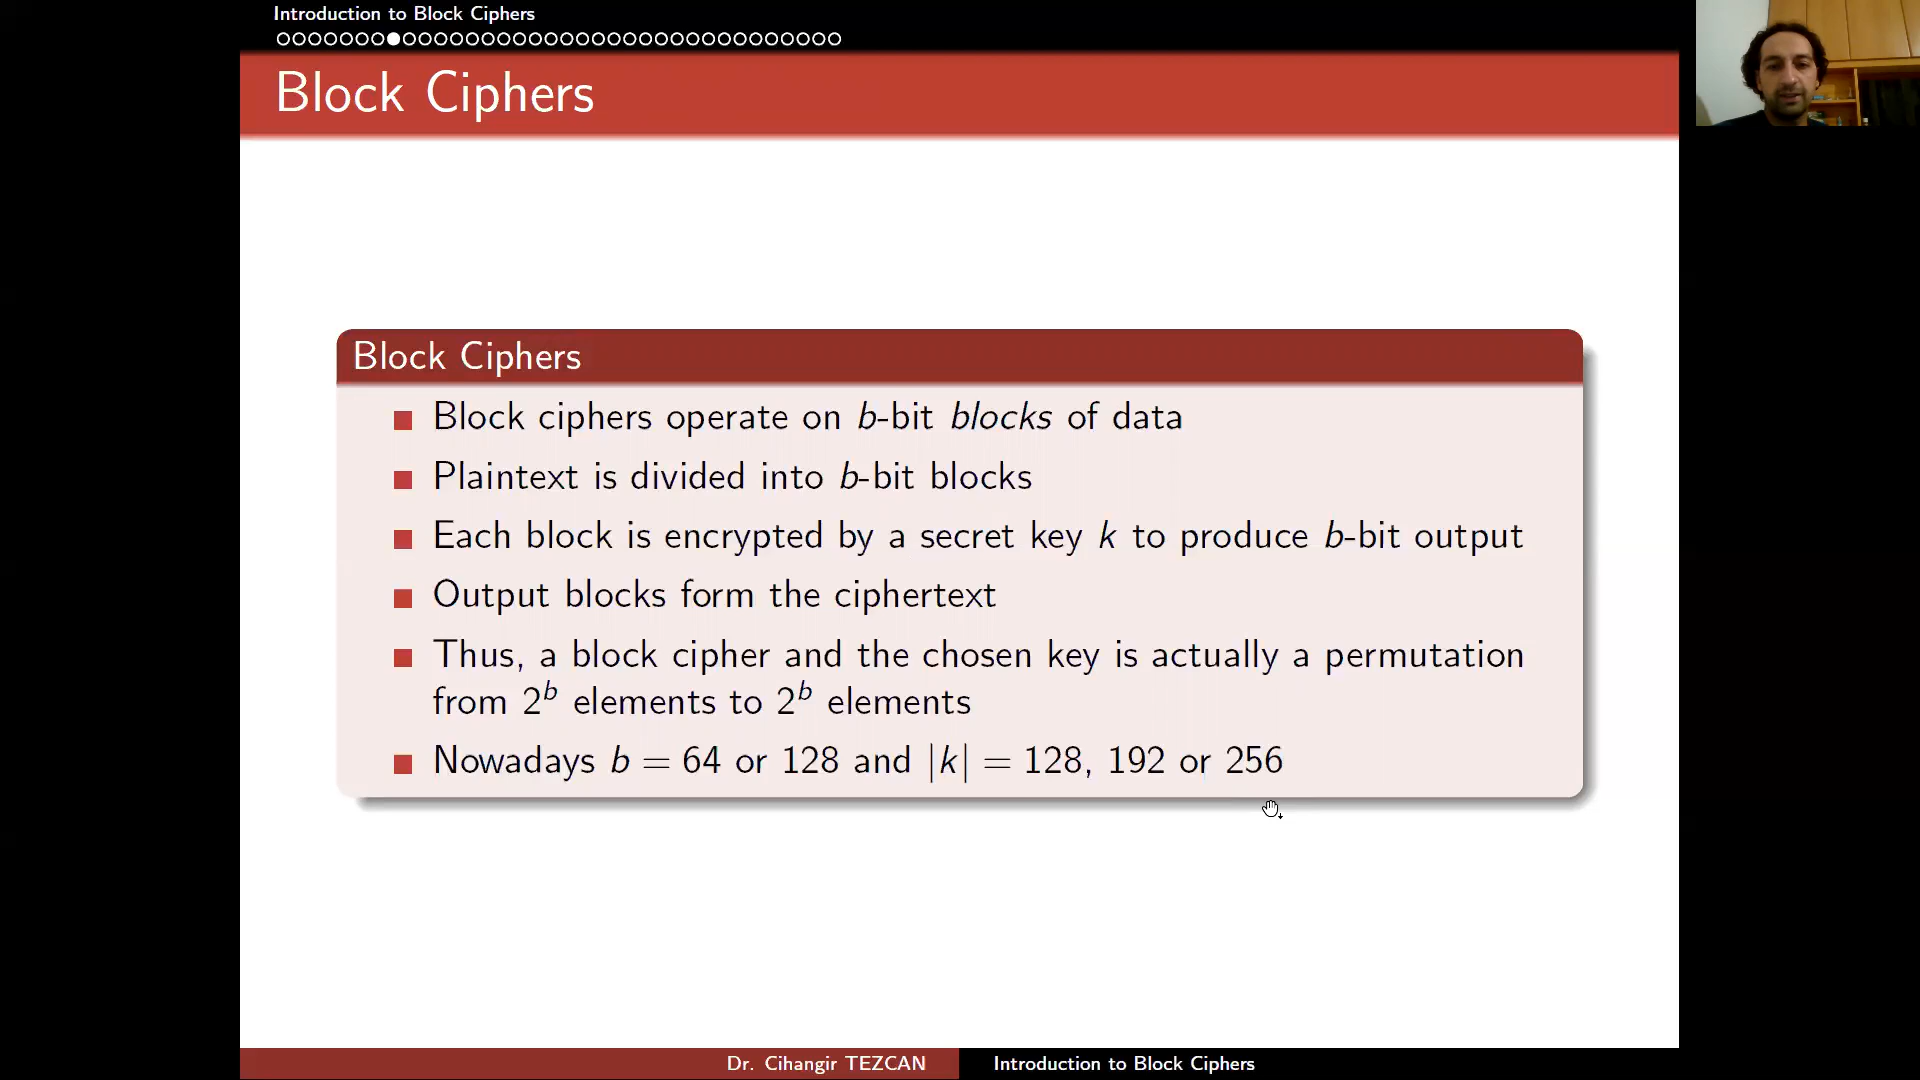 Introduction to Block Ciphers
Block Ciphers
Block Ciphers
Block ciphers operate on b-bit blocks of data
Plaintext is divided into b-bit blocks
Each block is encrypted by a secret key k to produce b-bit output
Output blocks form the ciphertext
Thus, a block cipher and the chosen key is actually a permutation
from 2^b elements to 2^b elements
Nowadays b = 64 or 128 and |k| = 128, 192 or 256
Dr. Cihangir TEZCAN
Introduction to Block Ciphers